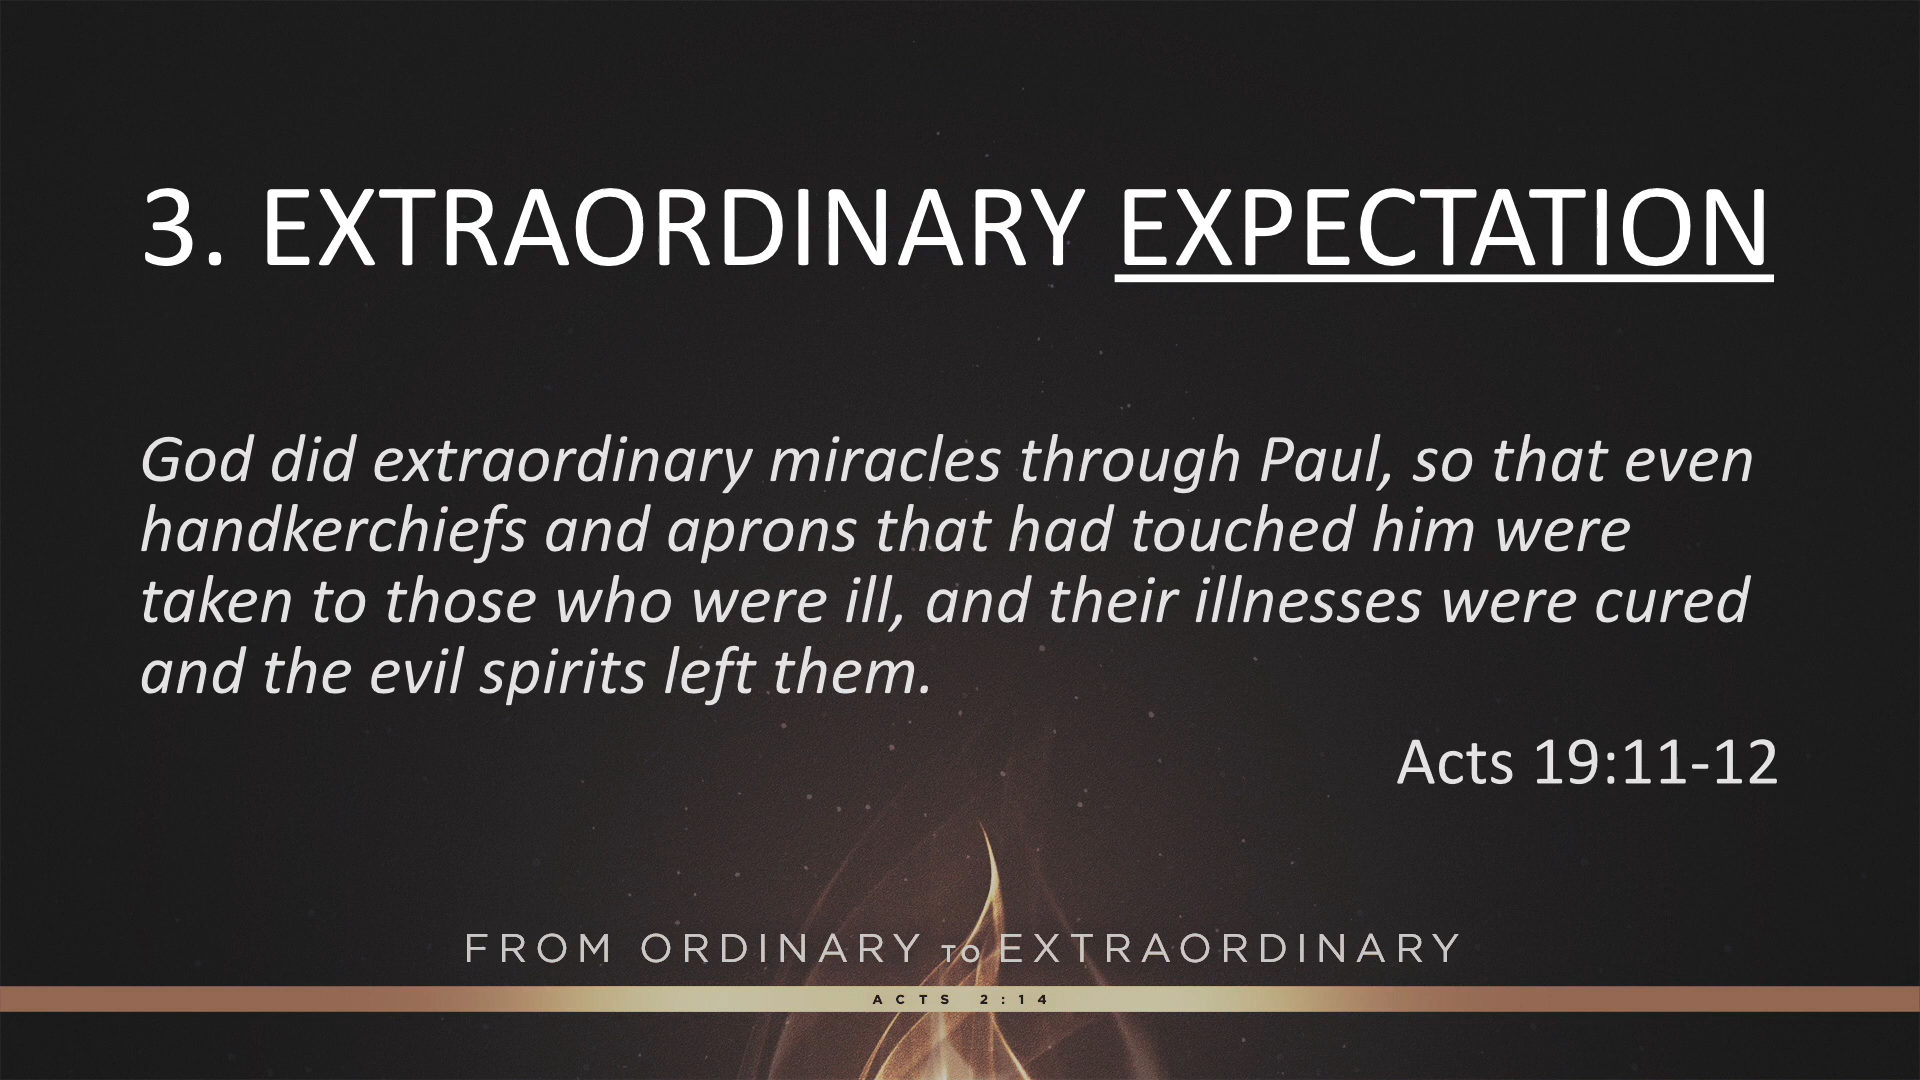 3. EXTRAORDINARY EXPECTATION
God did extraordinary miracles through Paul, so that even
handkerchiefs and aprons that had touched him were
taken to those who were ill, and their illnesses were cured
and the evil spirits left them.
Acts 19:11-12
FROM ORDINARY TO EXTRAORDINARY
ACTS 2:14